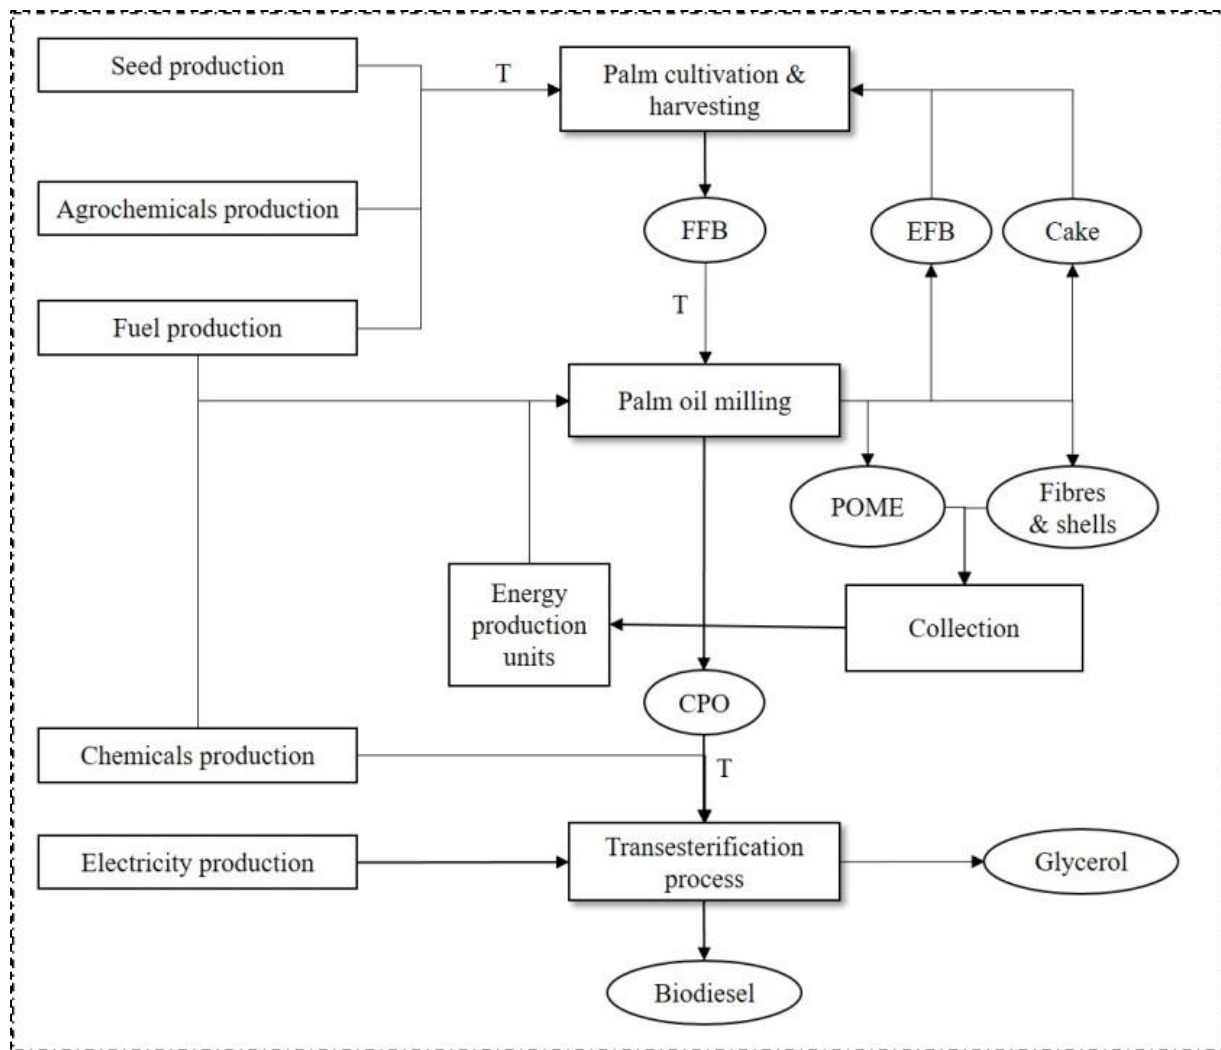 Seed production
T
Palm cultivation &
harvesting
Agrochemicals production
FFB
EFB
Cake
Fuel production
T
Palm oil milling
POME
Fibres
& shells
Energy
production
units
Collection
CPO
Chemicals production
T
Electricity production
Transesterification
process
Glycerol
Biodiesel